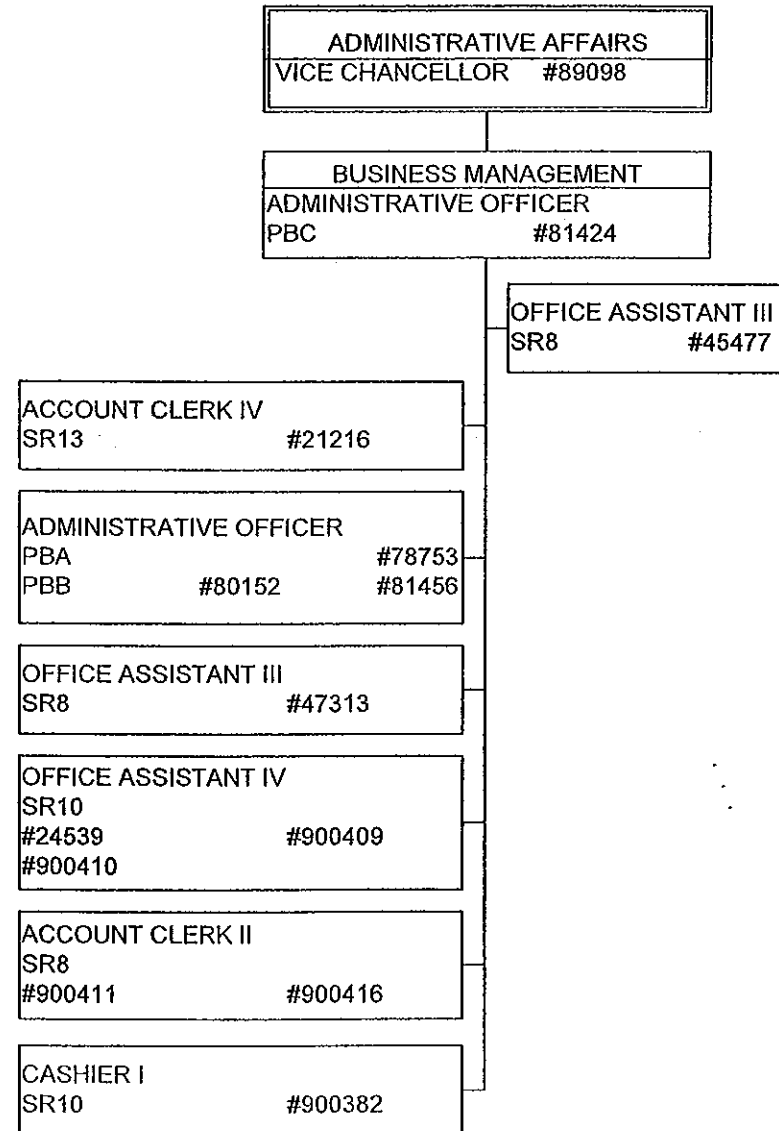 ADMINISTRATIVE AFFAIRS
VICE CHANCELLOR #89098
BUSINESS MANAGEMENT
ADMINISTRATIVE OFFICER
PBC #81424
OFFICE ASSISTANT III
SR8 #45477
ACCOUNT CLERK IV
SR13 #21216
ADMINISTRATIVE OFFICER
PBA #78753
PBB #80152 #81456
OFFICE ASSISTANT III
SR8 #47313
OFFICE ASSISTANT IV
SR10
#24539 #900409
#900410
ACCOUNT CLERK II
SR8
#900411 #900416
CASHIER I
SR10 #900382